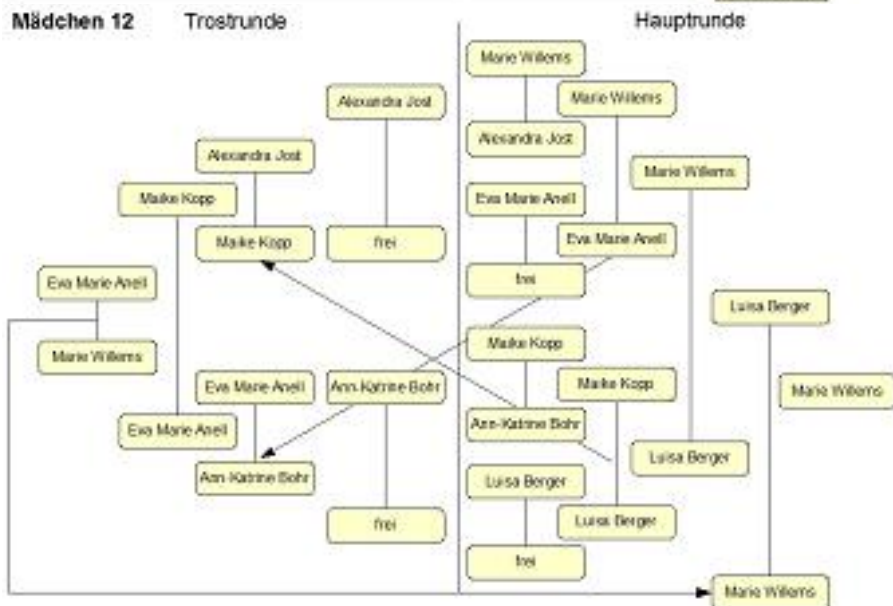 Mädchen 12 Trostrunde Hauptrunde
Alexandra Jost
Alexandra Jost
Maike Kopp
Maike Kopp
frei
Eva Marie Anell
Marie Willems
Eva Marie Anell
Ann-Katrine Bohr
Eva Marie Anell
Ann-Katrine Bohr
frei
Marie Willems
Marie Willems
Alexandra Jost
Marie Willems
Eva Marie Anell
Eva Marie Anell
frei
Luisa Berger
Maike Kopp
Maike Kopp
Marie Willems
Ann-Katrine Bohr
Luisa Berger
Luisa Berger
Luisa Berger
frei
Marie Willems